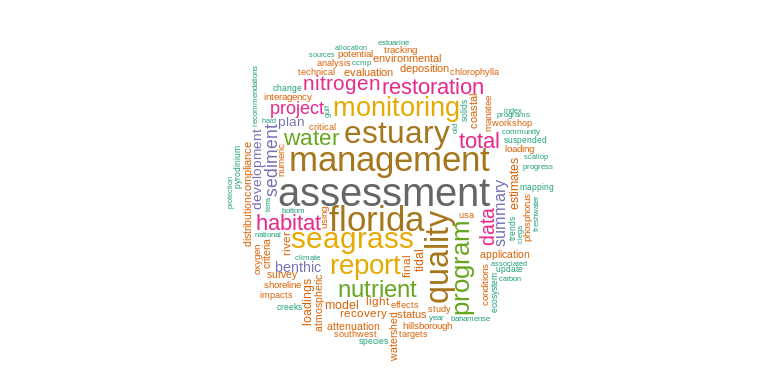 estuarine
allocation
tracking
sources
potential
environmental
ccmp
analysis
deposition
technical
evaluation
chlorophylla
nitrogen
restoration
change
interagency
recommendations
project
monitoring
gulf
solids
coastal
manatee
index
programs
hard
plan
critical
old
workshop
community
water
estuary
total
suspended
development
sediment
numeric
management
loading
scallop
progress
compliance
pyrodinium
estimates
assessment
mapping
protection
distribution
terra
bottom
summary
habitat
using
florida
usa
quality
data
trends
ciega
phosphorus
freshwater
national
river
seagrass
program
oxygen
criteria
climate
benthic
report
final
tidal
application
associated
update
survey
shoreline
nutrient
conditions
ecosystem
carbon
impacts
loadings
atmospheric
creeks
model
light
effects
recovery
status
study
year
bahamense
attenuation
hillsborough
southwest
watershed
targets
species